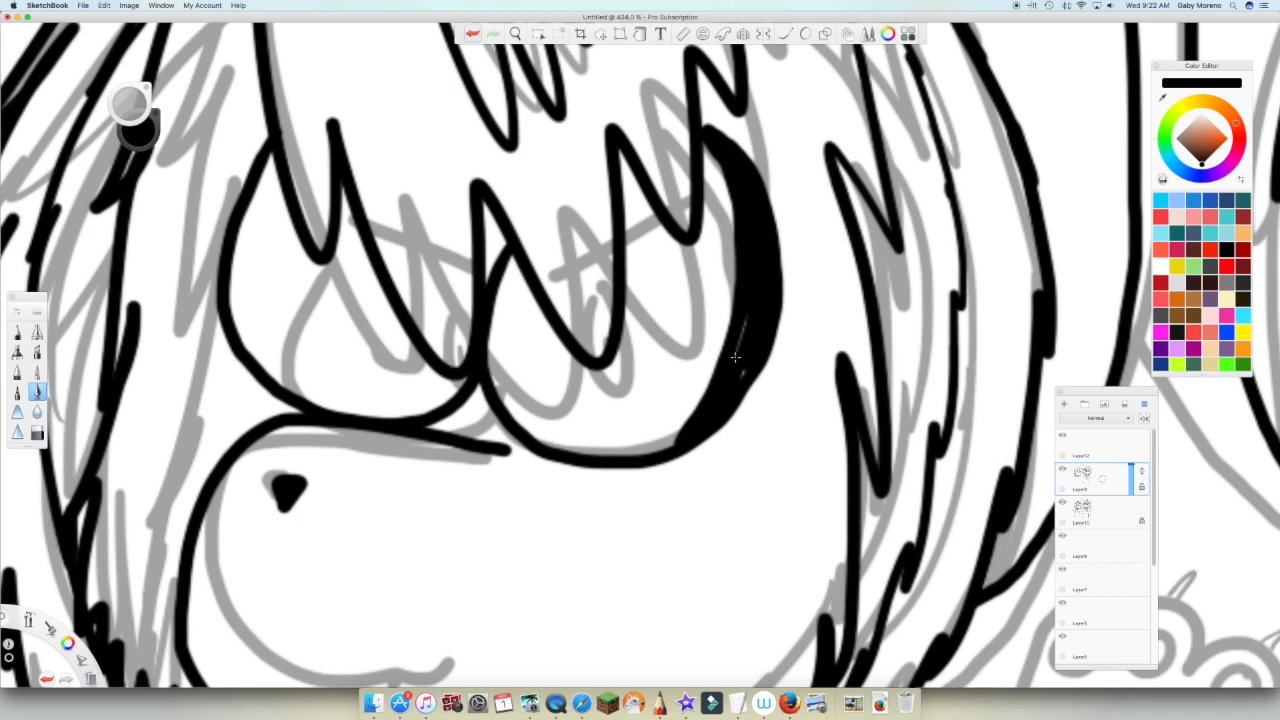 SketchBook File Edit Image Window My Account Help
Wed 9:22 AM Gaby Moreno
Untitled @ 404.0 % - Pro Subscription
T
Color Editor
Normal
Layer12
Layer9
Layer10
Layer8
Layer7
Layer5
Layer6